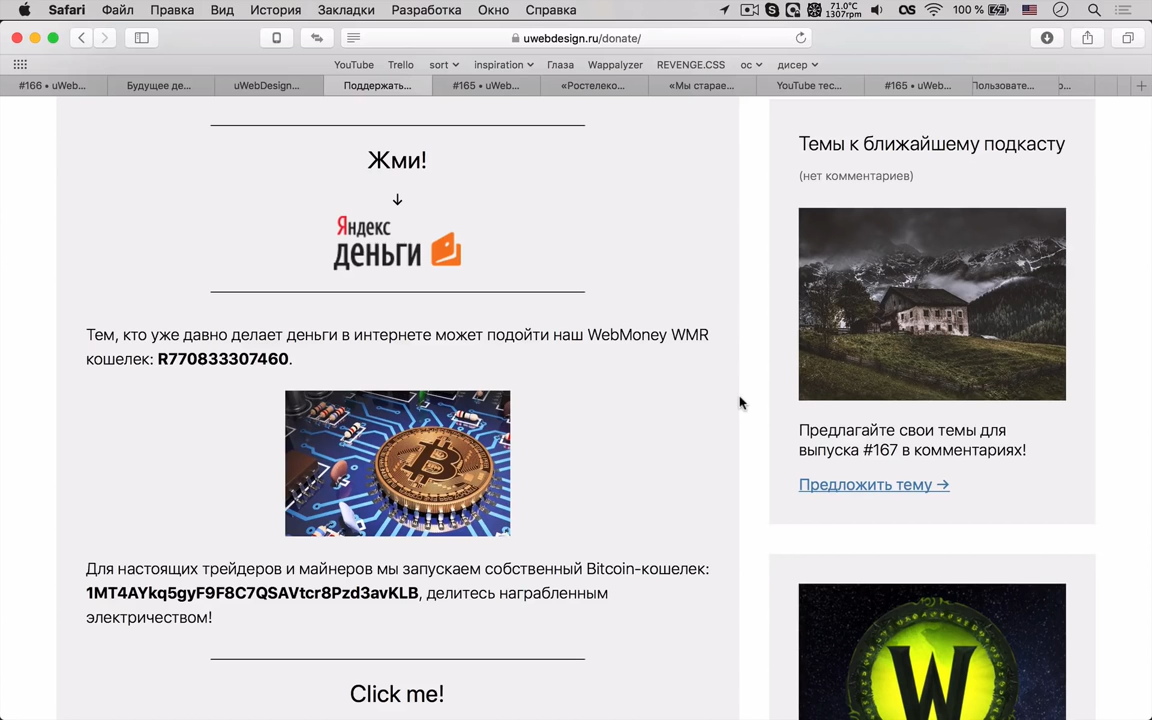 Safari Файл Правка Вид История Закладки Разработка Окно Справка 71.0°C 1307rpm 100 %
uwebdesign.ru/donate/
YouTube Trello sort inspiration Глаза Wappalyzer REVENGE.CSS ос дисер
#166 • uWeb... Будущее де... uWebDesign... Поддержать... #165 • uWeb... «Ростелеко... «Мы старае... YouTube тес... #165 • uWeb... Пользовате...
Жми!
↓
Яндекс
деньги
Тем, кто уже давно делает деньги в интернете может подойти наш WebMoney WMR
кошелек: R770833307460.
Для настоящих трейдеров и майнеров мы запускаем собственный Bitcoin-кошелек:
1MT4AYkq5gyF9F8C7QSAVtcr8Pzd3avKLB, делитесь награбленным
электричеством!
Click me!
Темы к ближайшему подкасту
(нет комментариев)
Предлагайте свои темы для
выпуска #167 в комментариях!
Предложить тему →
W